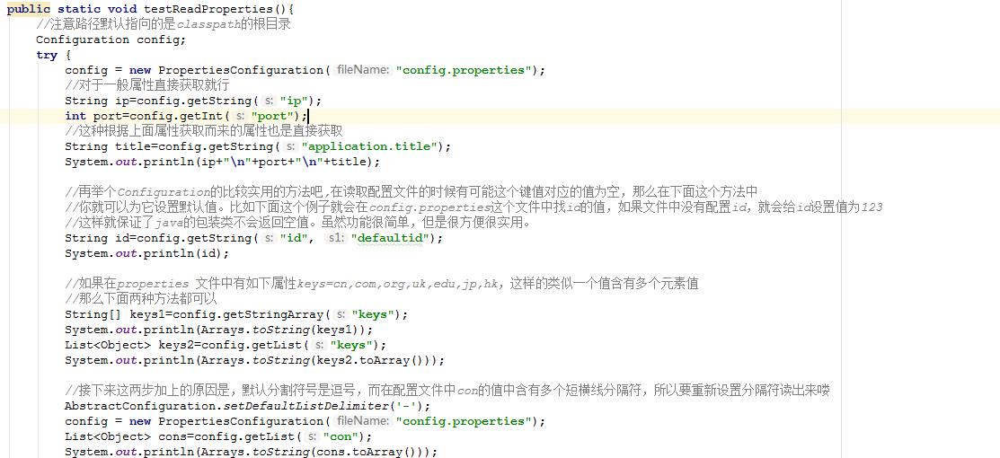 public static void testReadProperties(){
//注意路径默认指向的是classpath的根目录
Configuration config;
try {
config = new PropertiesConfiguration( fileName: "config.properties");
//对于一般属性直接获取就行
String ip=config.getString( s: "ip");
int port=config.getInt( s: "port");
//这种根据上面属性获取而来的属性也是直接获取
String title=config.getString( s: "application.title");
System.out.println(ip+"\n"+port+"\n"+title);
//再举个Configuration的比较实用的方法吧,在读取配置文件的时候有可能这个键值对应的值为空，那么在下面这个方法中
//你就可以为它设置默认值。比如下面这个例子就会在config.properties这个文件中找id的值，如果文件中没有配置id，就会给id设置值为123
//这样就保证了java的包装类不会返回空值。虽然功能很简单，但是很方便很实用。
String id=config.getString( s: "id", s1: "defaultid");
System.out.println(id);
//如果在properties 文件中有如下属性keys=cn,com,org,uk,edu,jp,hk，这样的类似一个值含有多个元素值
//那么下面两种方法都可以
String[] keys1=config.getStringArray( s: "keys");
System.out.println(Arrays.toString(keys1));
List<Object> keys2=config.getList( s: "keys");
System.out.println(Arrays.toString(keys2.toArray()));
//接下来这两步加上的原因是，默认分割符号是逗号，而在配置文件中con的值中含有多个短横线分隔符，所以要重新设置分隔符读出来喽
AbstractConfiguration.setDefaultListDelimiter('-');
config = new PropertiesConfiguration( fileName: "config.properties");
List<Object> cons=config.getList( s: "con");
System.out.println(Arrays.toString(cons.toArray()));